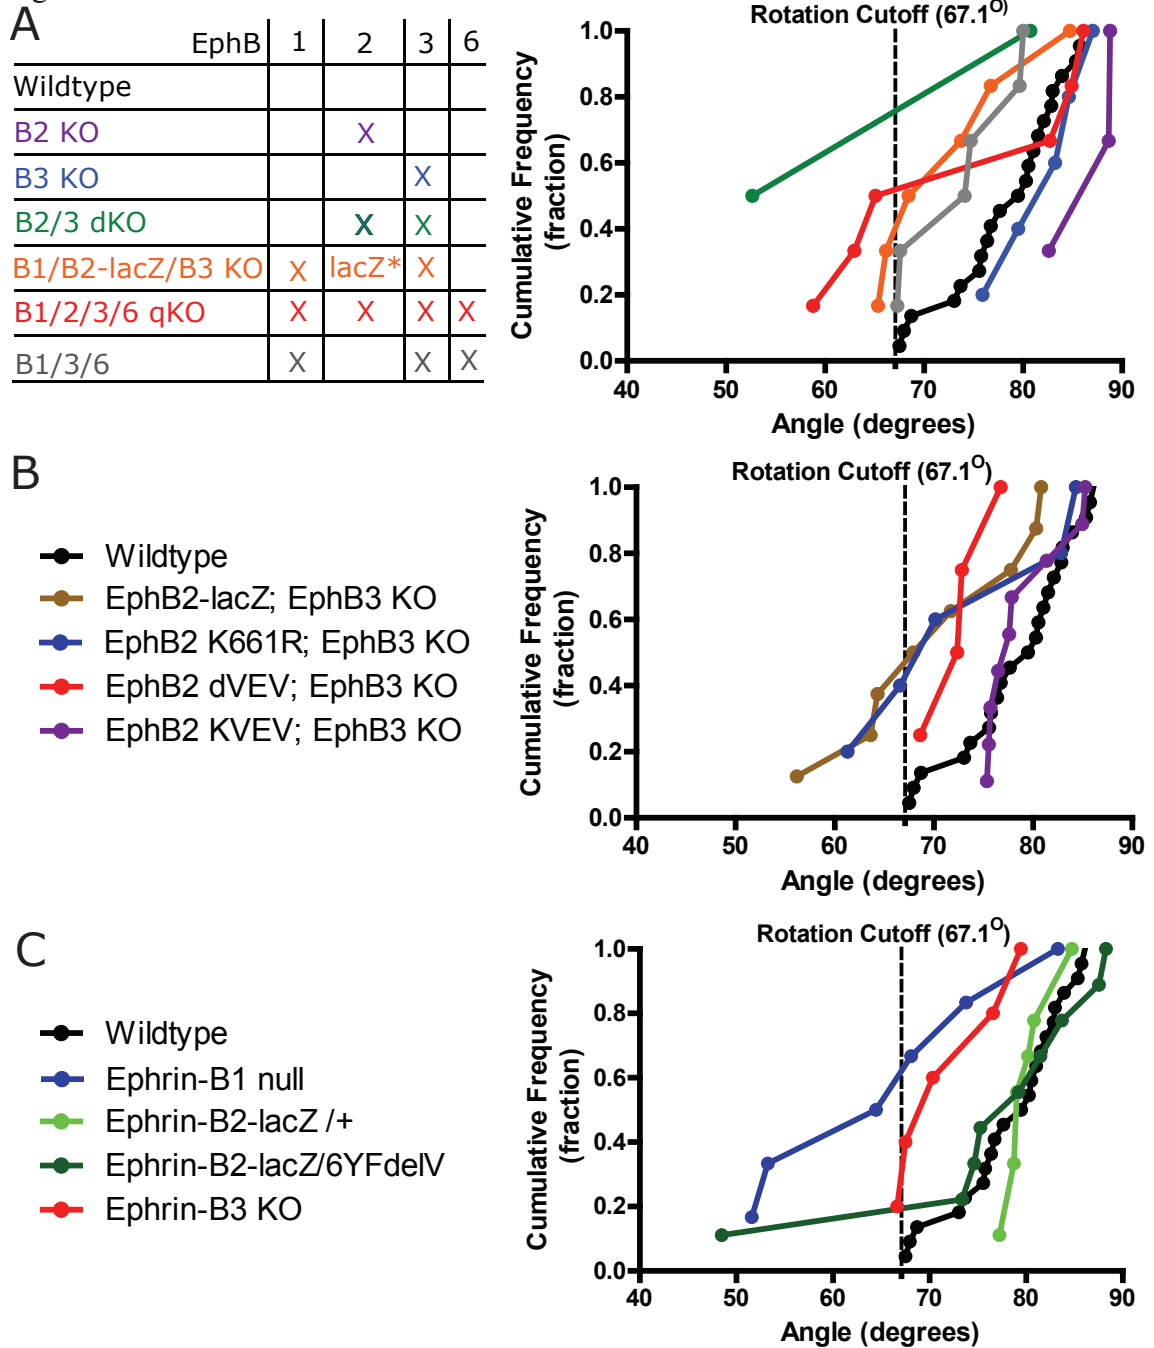 A
EphB 1 2 3 6
Wildtype
B2 KO X
B3 KO X
B2/3 dKO X X
B1/B2-lacZ/B3 KO X lacZ* X
B1/2/3/6 qKO X X X X
B1/3/6 X X X
Rotation Cutoff (67.1O)
Cumulative Frequency
(fraction)
1.0
0.8
0.6
0.4
0.2
0.0
40 50 60 70 80 90
Angle (degrees)
B
Wildtype
EphB2-lacZ; EphB3 KO
EphB2 K661R; EphB3 KO
EphB2 dVEV; EphB3 KO
EphB2 KVEV; EphB3 KO
Rotation Cutoff (67.1O)
Cumulative Frequency
(fraction)
1.0
0.8
0.6
0.4
0.2
0.0
40 50 60 70 80 90
Angle (degrees)
C
Wildtype
Ephrin-B1 null
Ephrin-B2-lacZ /+
Ephrin-B2-lacZ/6YFdelV
Ephrin-B3 KO
Rotation Cutoff (67.1O)
Cumulative Frequency
(fraction)
1.0
0.8
0.6
0.4
0.2
0.0
40 50 60 70 80 90
Angle (degrees)